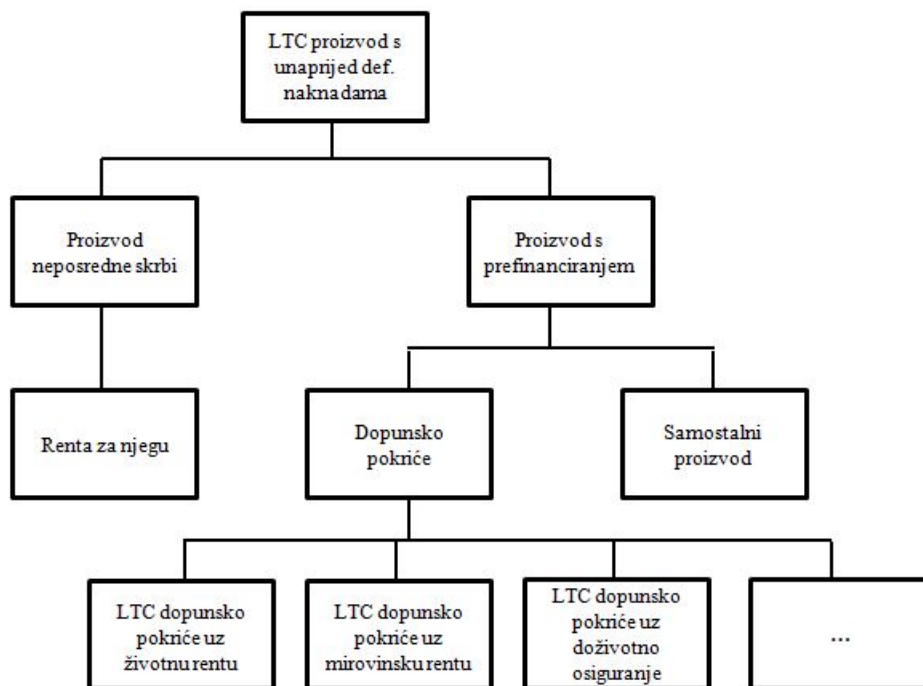 LTC proizvod s
unaprijed def.
naknadama
Proizvod
neposredne skrbi
Proizvod s
prefinanciranjem
Renta za njegu
Dopunsko
pokriće
Samostalni
proizvod
LTC dopunsko
pokriće uz
životnu rentu
LTC dopunsko
pokriće uz
mirovinsku rentu
LTC dopunsko
pokriće uz
doživotno
osiguranje
...